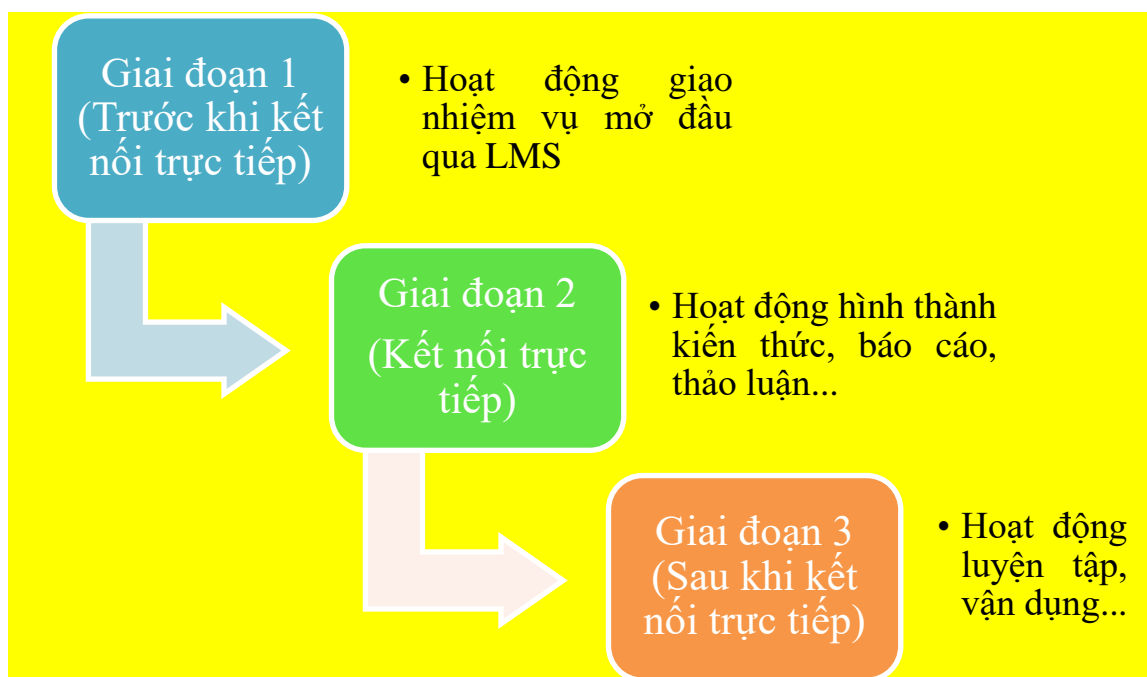 Giai đoạn 1
(Trước khi kết
nối trực tiếp)
• Hoạt động giao
nhiệm vụ mở đầu
qua LMS
Giai đoạn 2
(Kết nối trực
tiếp)
• Hoạt động hình thành
kiến thức, báo cáo,
thảo luận...
Giai đoạn 3
(Sau khi kết
nối trực tiếp)
• Hoạt động
luyện tập,
vận dụng...